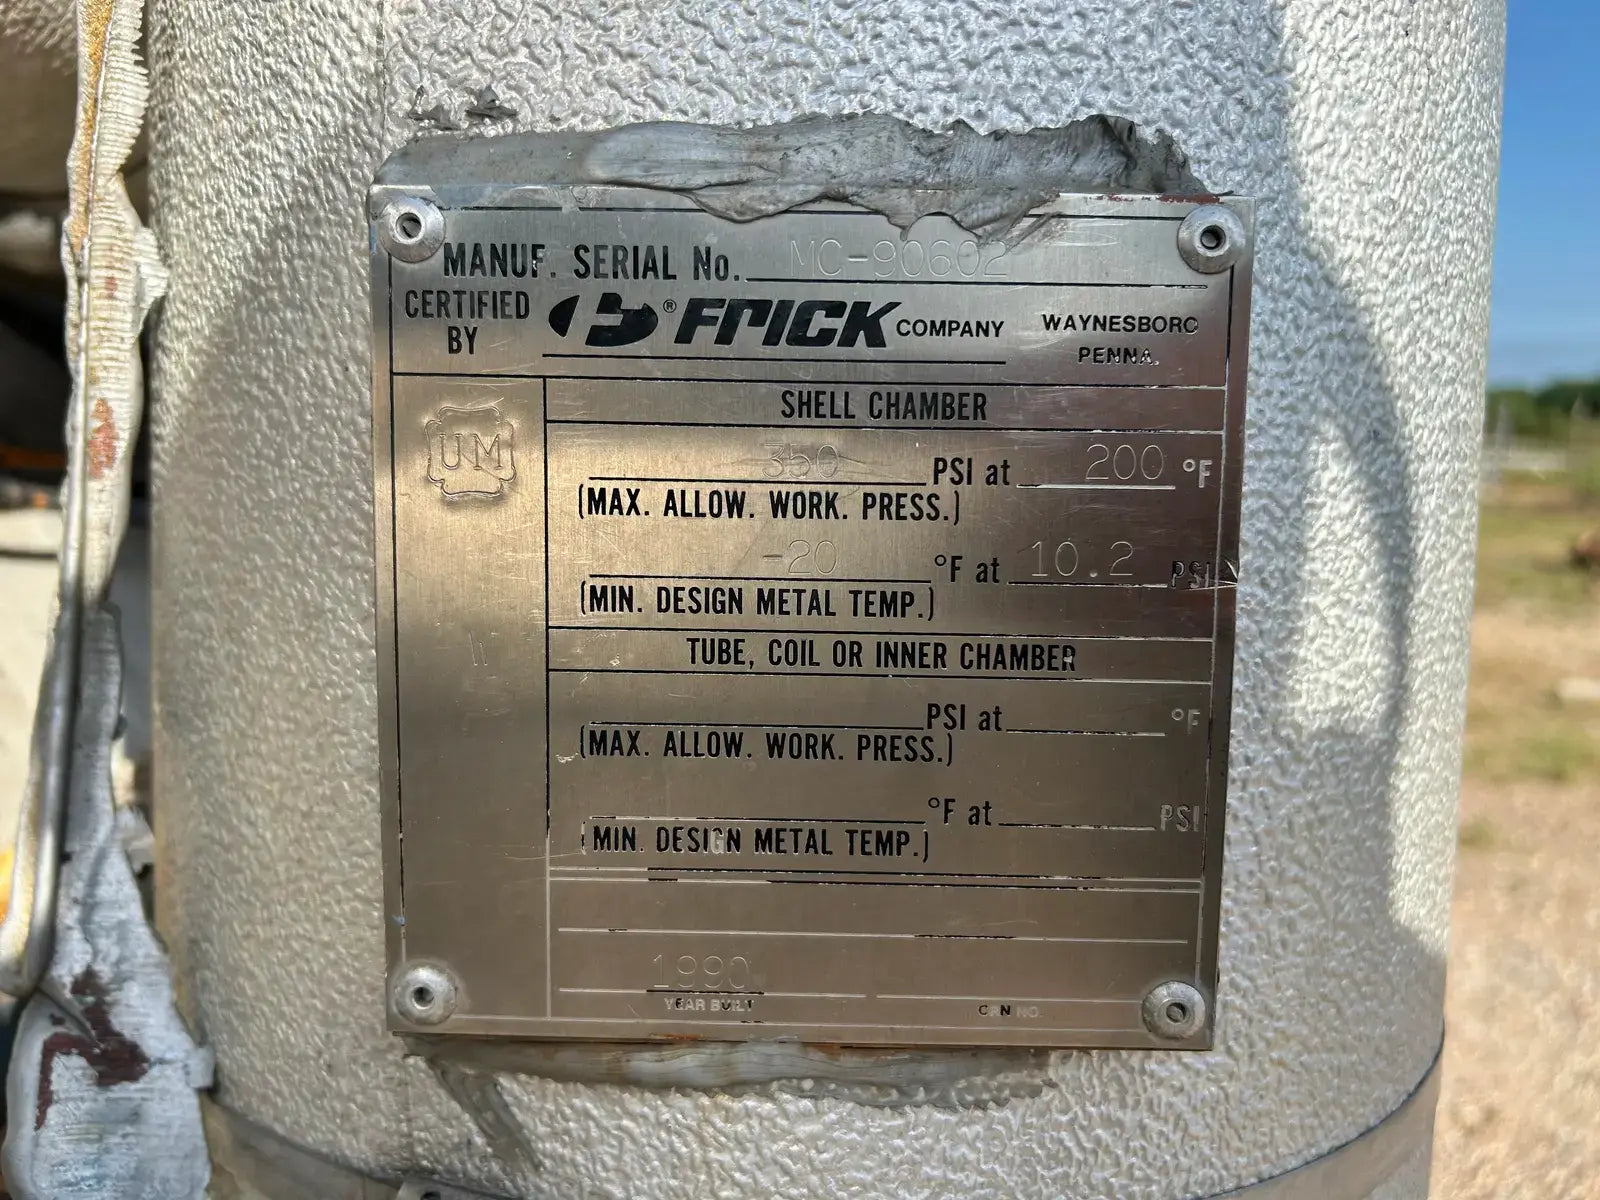 MANUF. SERIAL No. MC-90602
CERTIFIED BY FRICK® COMPANY WAYNESBORO PENNA.
UM
SHELL CHAMBER
350 PSI at 200 °F
(MAX. ALLOW. WORK. PRESS.)
-20 °F at 10.2 PSI
(MIN. DESIGN METAL TEMP.)
TUBE, COIL OR INNER CHAMBER
PSI at °F
(MAX. ALLOW. WORK. PRESS.)
°F at PSI
(MIN. DESIGN METAL TEMP.)
1990
YEAR BUILT
CRN NO.